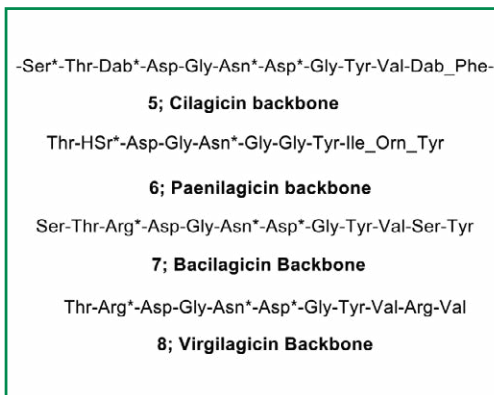 -Ser*-Thr-Dab*-Asp-Gly-Asn*-Asp*-Gly-Tyr-Val-Dab_Phe-
5; Cilagicin backbone
Thr-HSr*-Asp-Gly-Asn*-Gly-Gly-Tyr-Ile_Orn_Tyr
6; Paenilagicin backbone
Ser-Thr-Arg*-Asp-Gly-Asn*-Asp*-Gly-Tyr-Val-Ser-Tyr
7; Bacilagicin Backbone
Thr-Arg*-Asp-Gly-Asn*-Asp*-Gly-Tyr-Val-Arg-Val
8; Virgilagicin Backbone